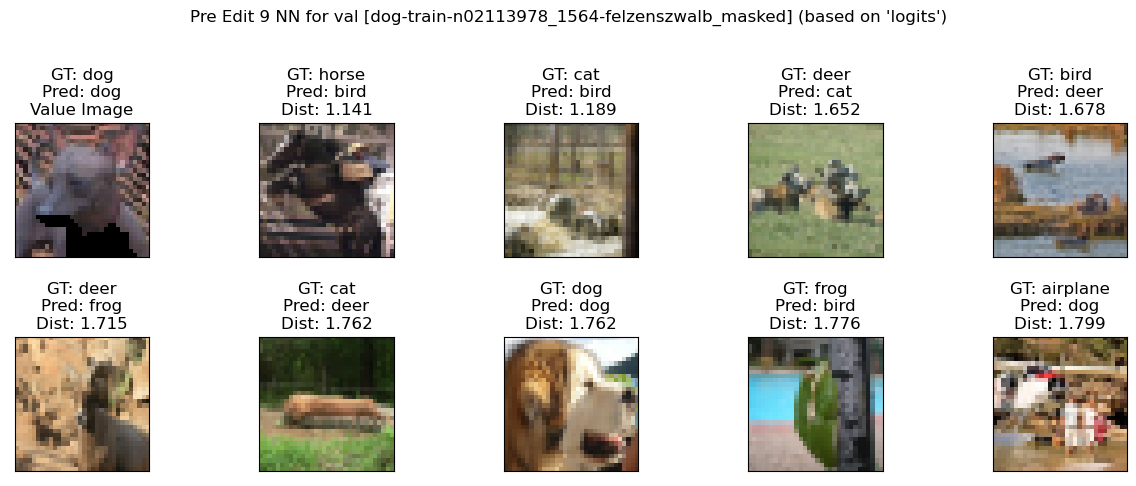 Pre Edit 9 NN for val [dog-train-n02113978_1564-felzenszwalb_masked] (based on 'logits')
GT: dog
Pred: dog
Value Image
GT: horse
Pred: bird
Dist: 1.141
GT: cat
Pred: bird
Dist: 1.189
GT: deer
Pred: cat
Dist: 1.652
GT: bird
Pred: deer
Dist: 1.678
GT: deer
Pred: frog
Dist: 1.715
GT: cat
Pred: deer
Dist: 1.762
GT: dog
Pred: dog
Dist: 1.762
GT: frog
Pred: bird
Dist: 1.776
GT: airplane
Pred: dog
Dist: 1.799